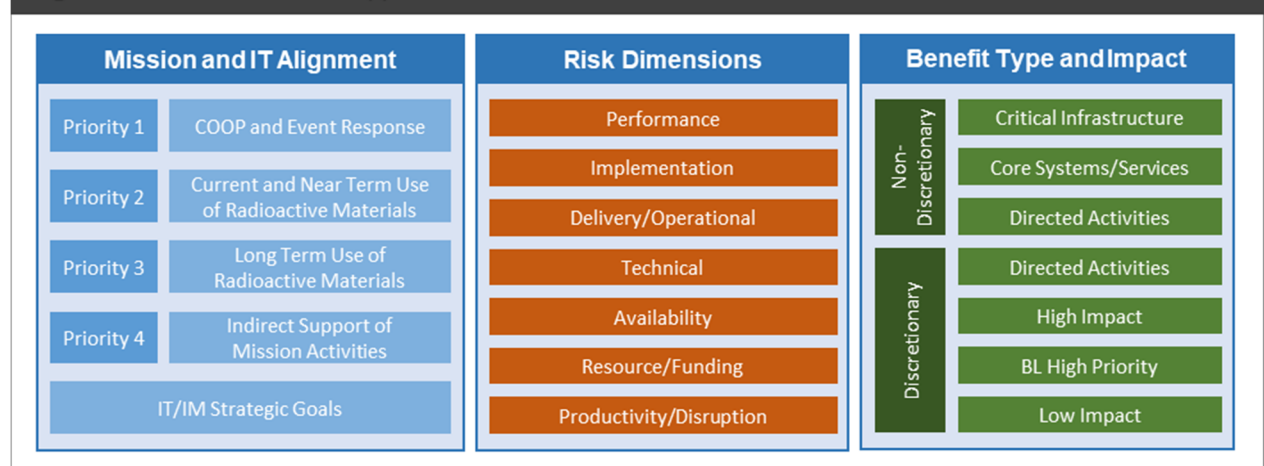 Mission and IT Alignment
Priority 1
COOP and Event Response
Priority 2
Current and Near Term Use
of Radioactive Materials
Priority 3
Long Term Use of
Radioactive Materials
Priority 4
Indirect Support of
Mission Activities
IT/IM Strategic Goals
Risk Dimensions
Performance
Implementation
Delivery/Operational
Technical
Availability
Resource/Funding
Productivity/Disruption
Benefit Type and Impact
Non-
Discretionary
Critical Infrastructure
Core Systems/Services
Directed Activities
Discretionary
Directed Activities
High Impact
BL High Priority
Low Impact